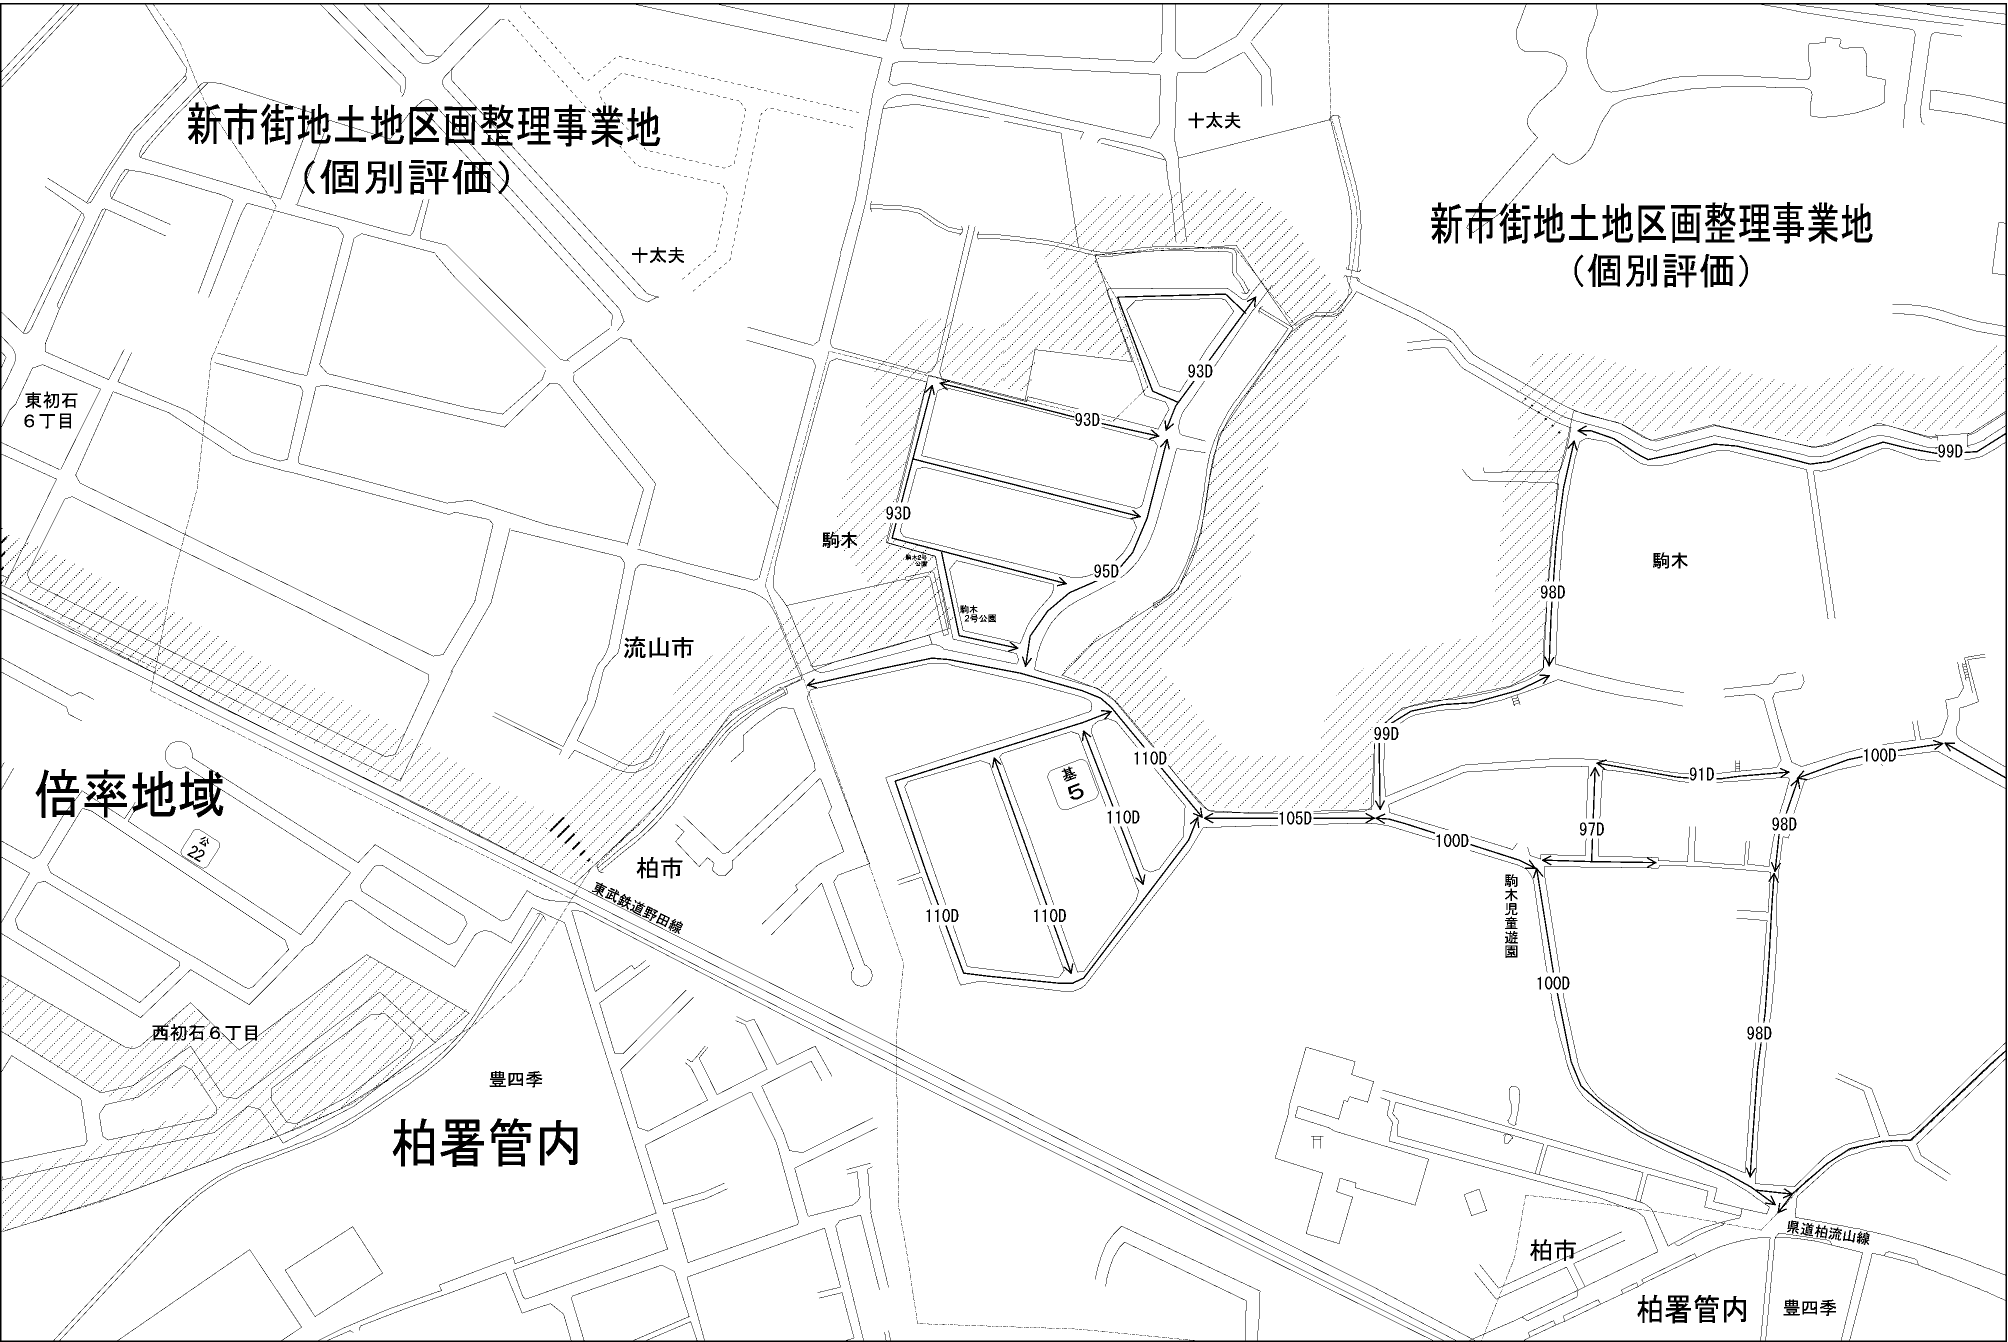 新市街地土地区画整理事業地
（個別評価）
十太夫
新市街地土地区画整理事業地
（個別評価）
十太夫
93D
東初石
６丁目
93D
99D
93D
駒木
駒木2号
公園
95D
98D
駒木
駒木
2号公園
流山市
99D
110D
91D
100D
倍率地域
基
5
110D
105D
100D
97D
98D
公
22
柏市
東武鉄道野田線
110D
110D
駒木児童遊園
100D
98D
西初石６丁目
豊四季
柏署管内
県道柏流山線
柏市
柏署管内
豊四季